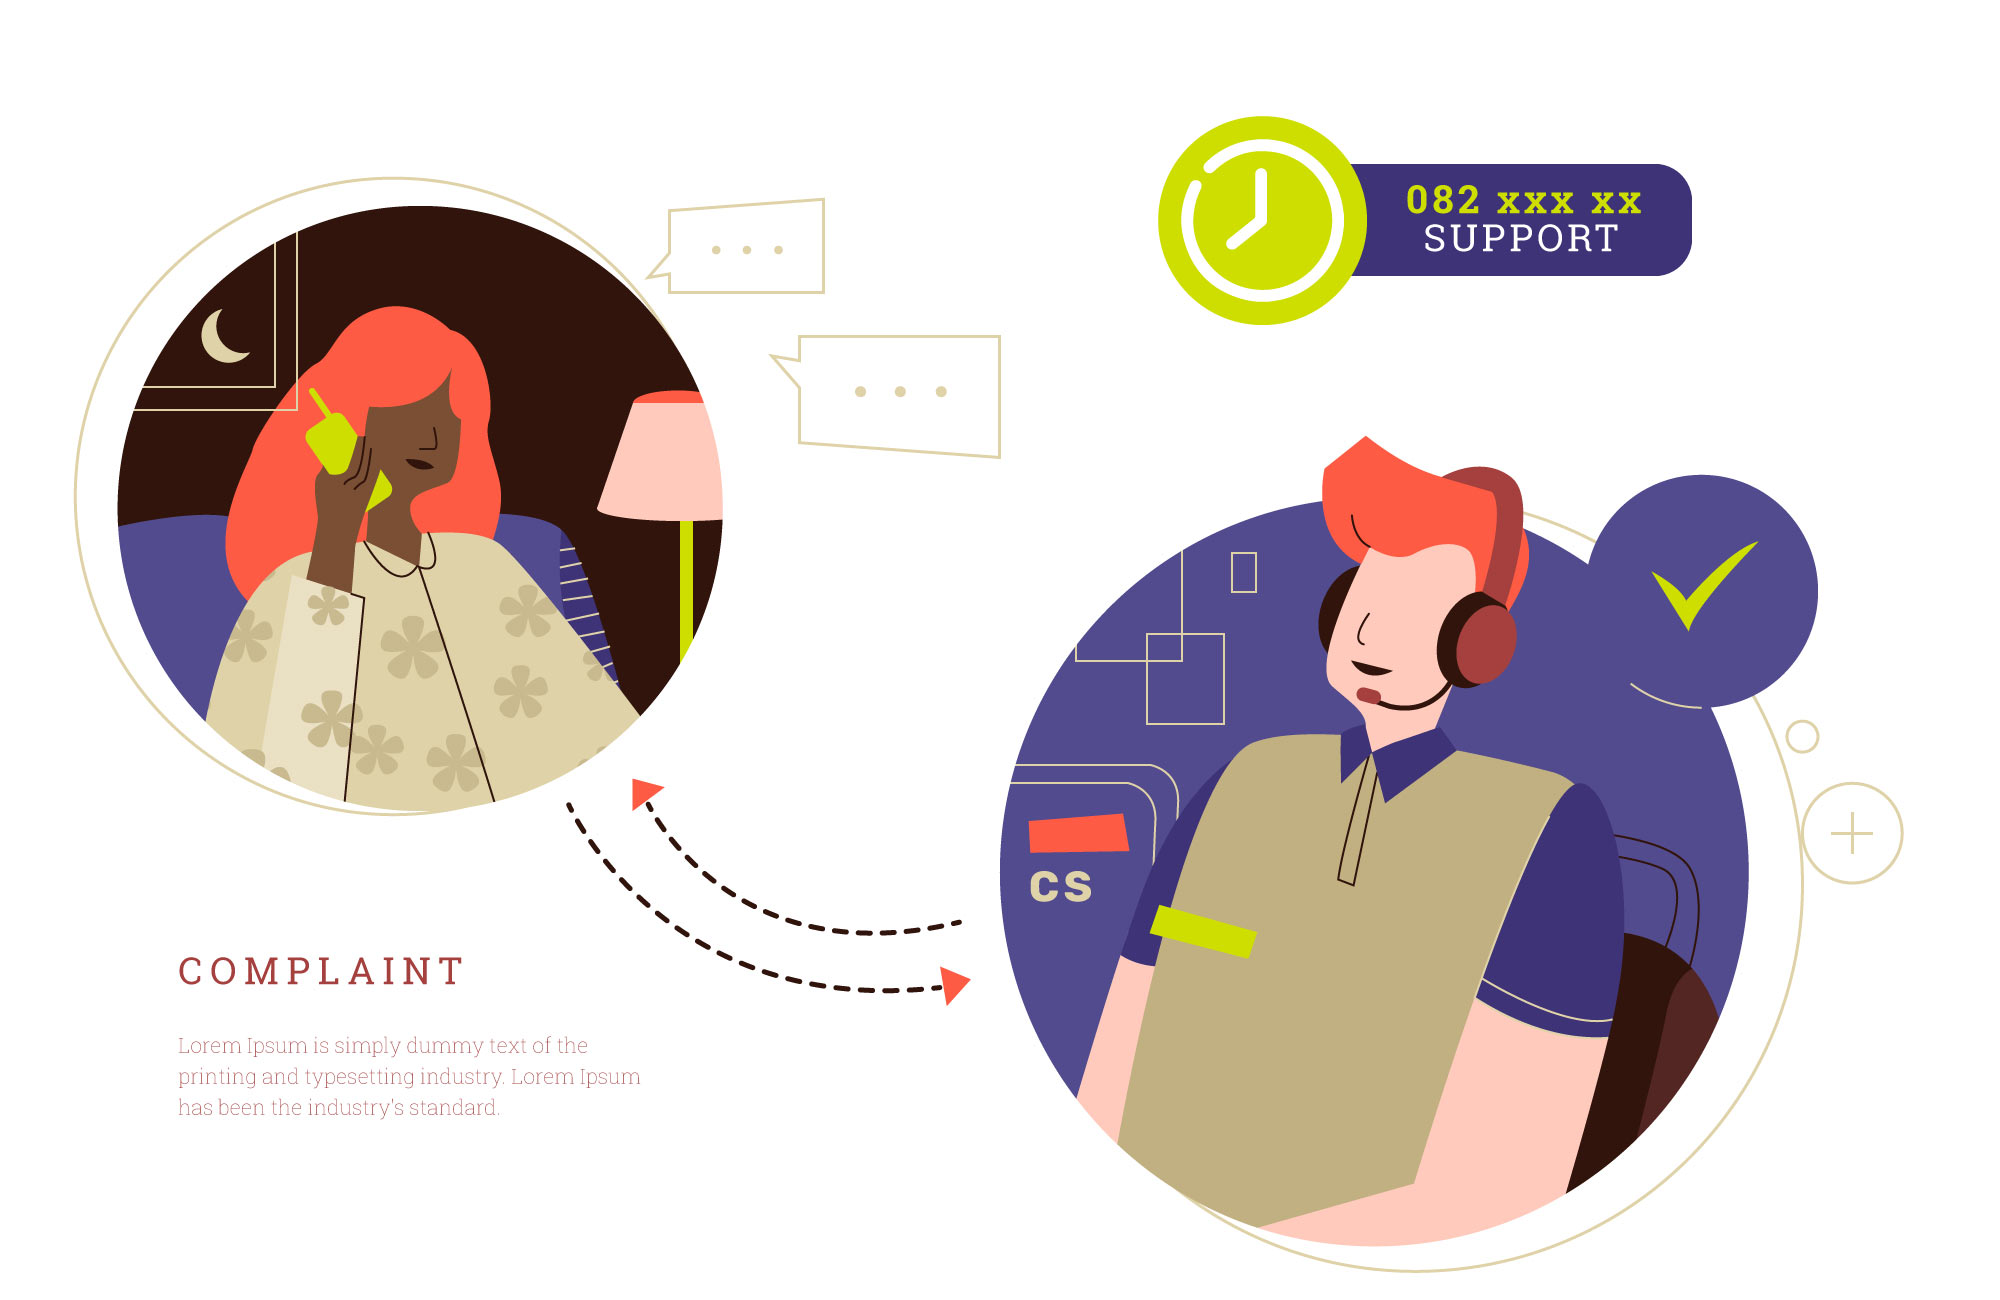 082 xxx xx
SUPPORT
cs
COMPLAINT
Lorem Ipsum is simply dummy text of the
printing and typesetting industry. Lorem Ipsum
has been the industry's standard.